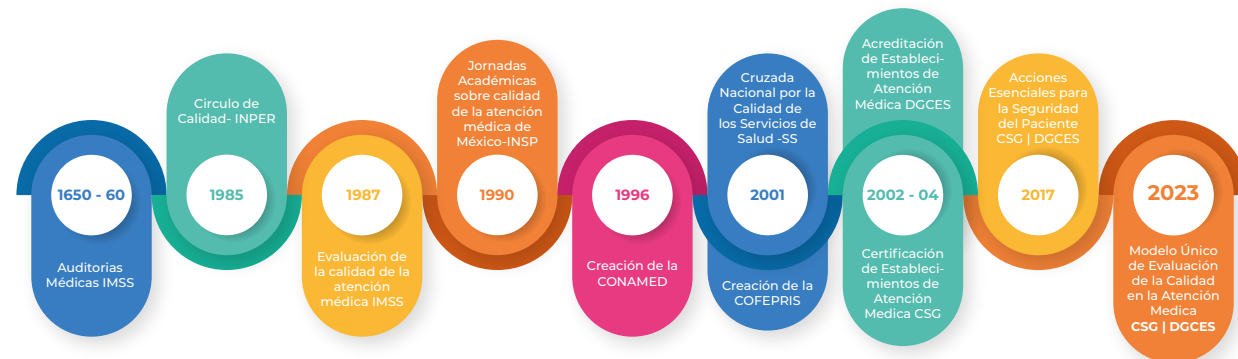 1650 - 60
Auditorias
Médicas IMSS
Circulo de
Calidad- INPER
1985
1987
Evaluación de
la calidad de la
atención
médica IMSS
Jornadas
Académicas
sobre calidad
de la atención
médica de
México-INSP
1990
1996
Creación de la
CONAMED
Cruzada
Nacional por la
Calidad de
los Servicios de
Salud -SS
2001
Creación de la
COFEPRIS
Acreditación
de Estableci-
mientos de
Atención
Médica DGCES
2002 - 04
Certificación
de Estableci-
mientos de
Atención
Medica CSG
Acciones
Esenciales para
la Seguridad
del Paciente
CSG | DGCES
2017
2023
Modelo Único
de Evaluación
de la Calidad
en la Atención
Medica
CSG | DGCES